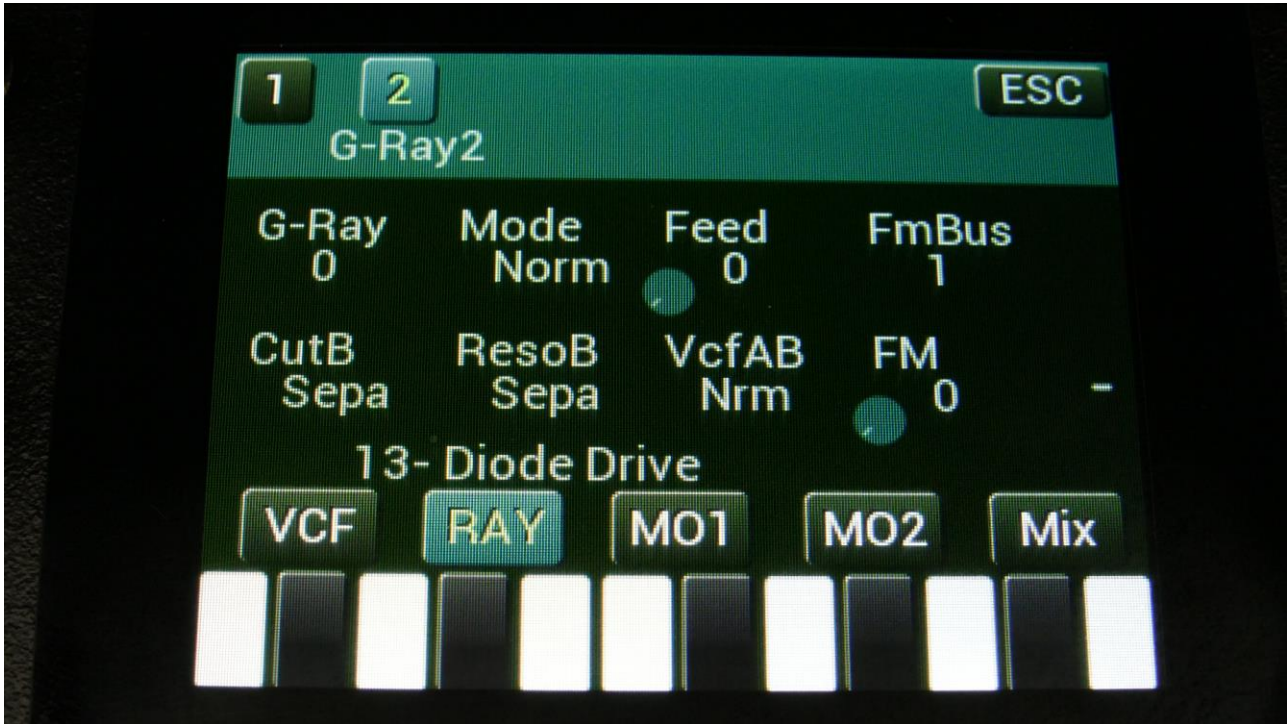 1 2 ESC
G-Ray2
G-Ray Mode Feed FmBus
0 Norm 0 1
CutB ResoB VcfAB FM
Sepa Sepa Nrm 0 -
13- Diode Drive
VCF RAY MO1 MO2 Mix